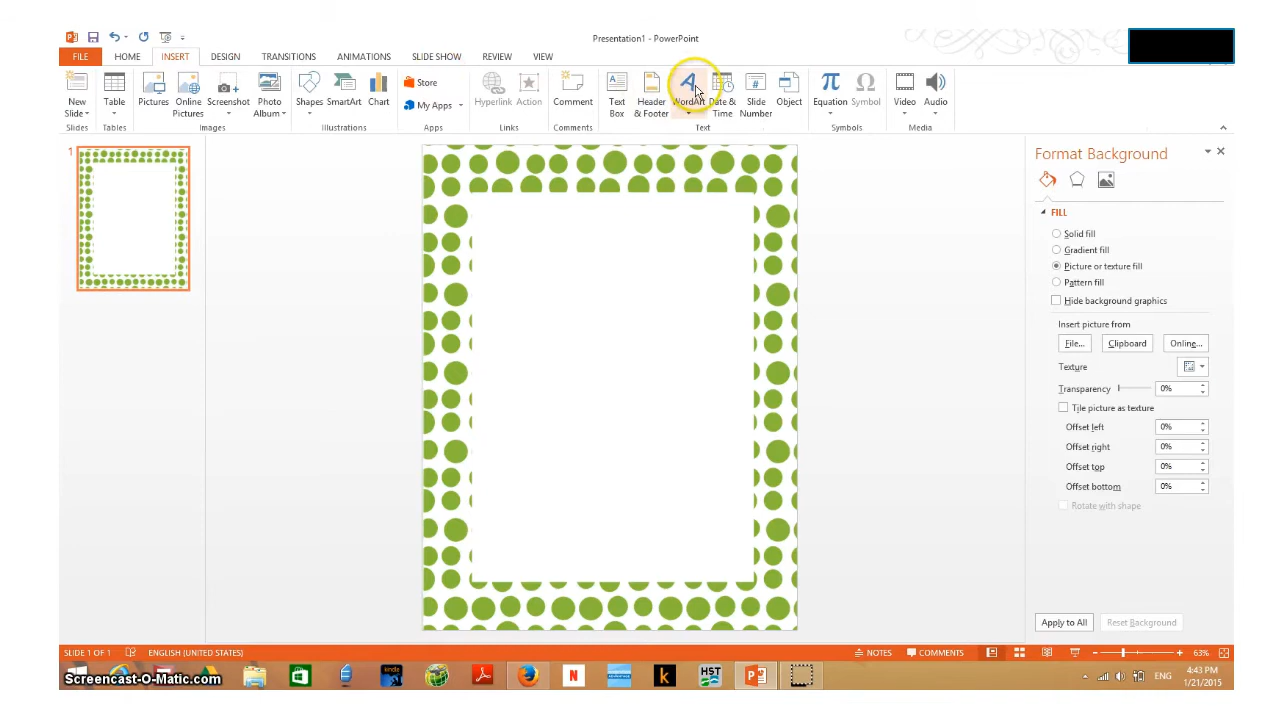 Presentation1 - PowerPoint
FILE HOME INSERT DESIGN TRANSITIONS ANIMATIONS SLIDE SHOW REVIEW VIEW
New Slide
Table
Pictures
Online Pictures
Screenshot
Photo Album
Shapes
SmartArt
Chart
Store
My Apps
Hyperlink
Action
Comment
Text Box
Header & Footer
WordArt
Date & Time
Slide Number
Object
Equation
Symbol
Video
Audio
Slides Tables Images Illustrations Apps Links Comments Text Symbols Media
1
Format Background
FILL
Solid fill
Gradient fill
Picture or texture fill
Pattern fill
Hide background graphics
Insert picture from
File... Clipboard Online...
Texture
Transparency 0%
Tile picture as texture
Offset left 0%
Offset right 0%
Offset top 0%
Offset bottom 0%
Rotate with shape
Apply to All Reset Background
SLIDE 1 OF 1 ENGLISH (UNITED STATES) NOTES COMMENTS 63%
Screencast-O-Matic.com
kindle
N
k
HST
ENG
4:43 PM
1/21/2015